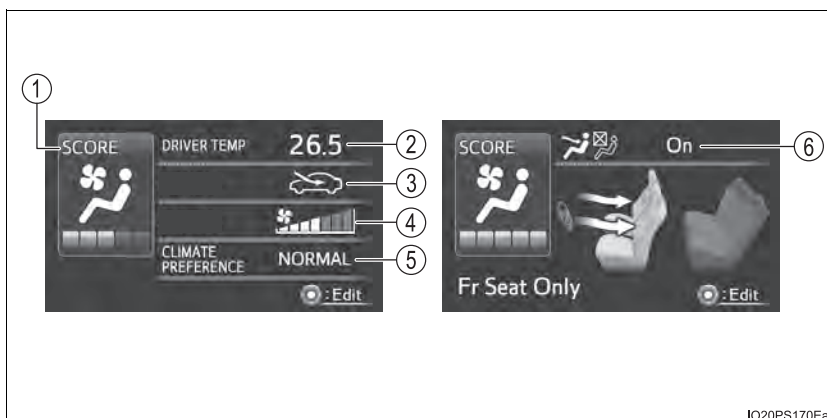 1
SCORE
DRIVER TEMP 26.5 2
3
4
CLIMATE
PREFERENCE NORMAL 5
:Edit
SCORE On 6
Fr Seat Only :Edit
IO20PS170Ea